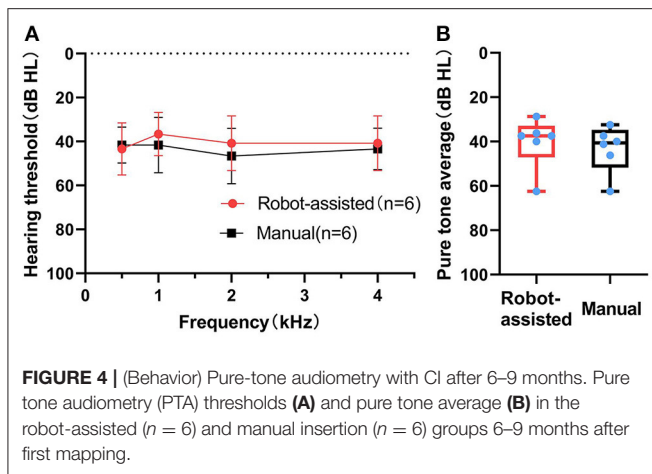 A
B
Hearing threshold (dB HL)
0
20
40
60
80
100
Robot-assisted (n=6)
Manual(n=6)
0
1
2
3
4
5
Frequency (kHz)
Pure tone average (dB HL)
0
20
40
60
80
100
Robot-
assisted
Manual
FIGURE 4 | (Behavior) Pure-tone audiometry with CI after 6–9 months. Pure
tone audiometry (PTA) thresholds (A) and pure tone average (B) in the
robot-assisted (n = 6) and manual insertion (n = 6) groups 6–9 months after
first mapping.